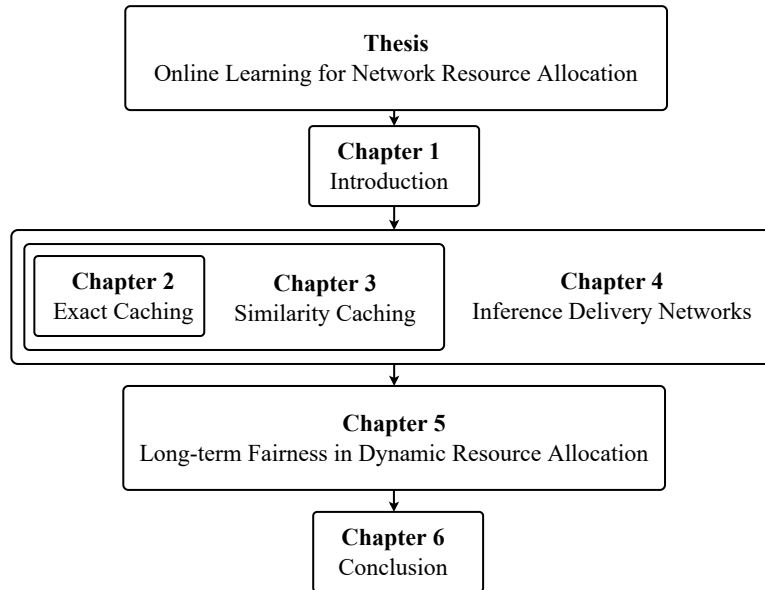 Thesis
Online Learning for Network Resource Allocation
Chapter 1
Introduction
Chapter 2
Exact Caching
Chapter 3
Similarity Caching
Chapter 4
Inference Delivery Networks
Chapter 5
Long-term Fairness in Dynamic Resource Allocation
Chapter 6
Conclusion